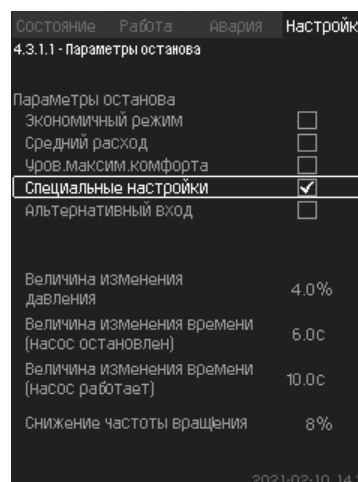 Состояние Работа Авария Настройк
4.3.1.1 - Параметры останова
Параметры останова
Экономичный режим
Средний расход
Уров.максим.комфорта
Специальные настройки
Альтернативный вход
Величина изменения
давления 4.0%
Величина изменения времени
(насос остановлен) 6.0с
Величина изменения времени
(насос работает) 10.0с
Снижение частоты вращения 8%
2021-02-10 14